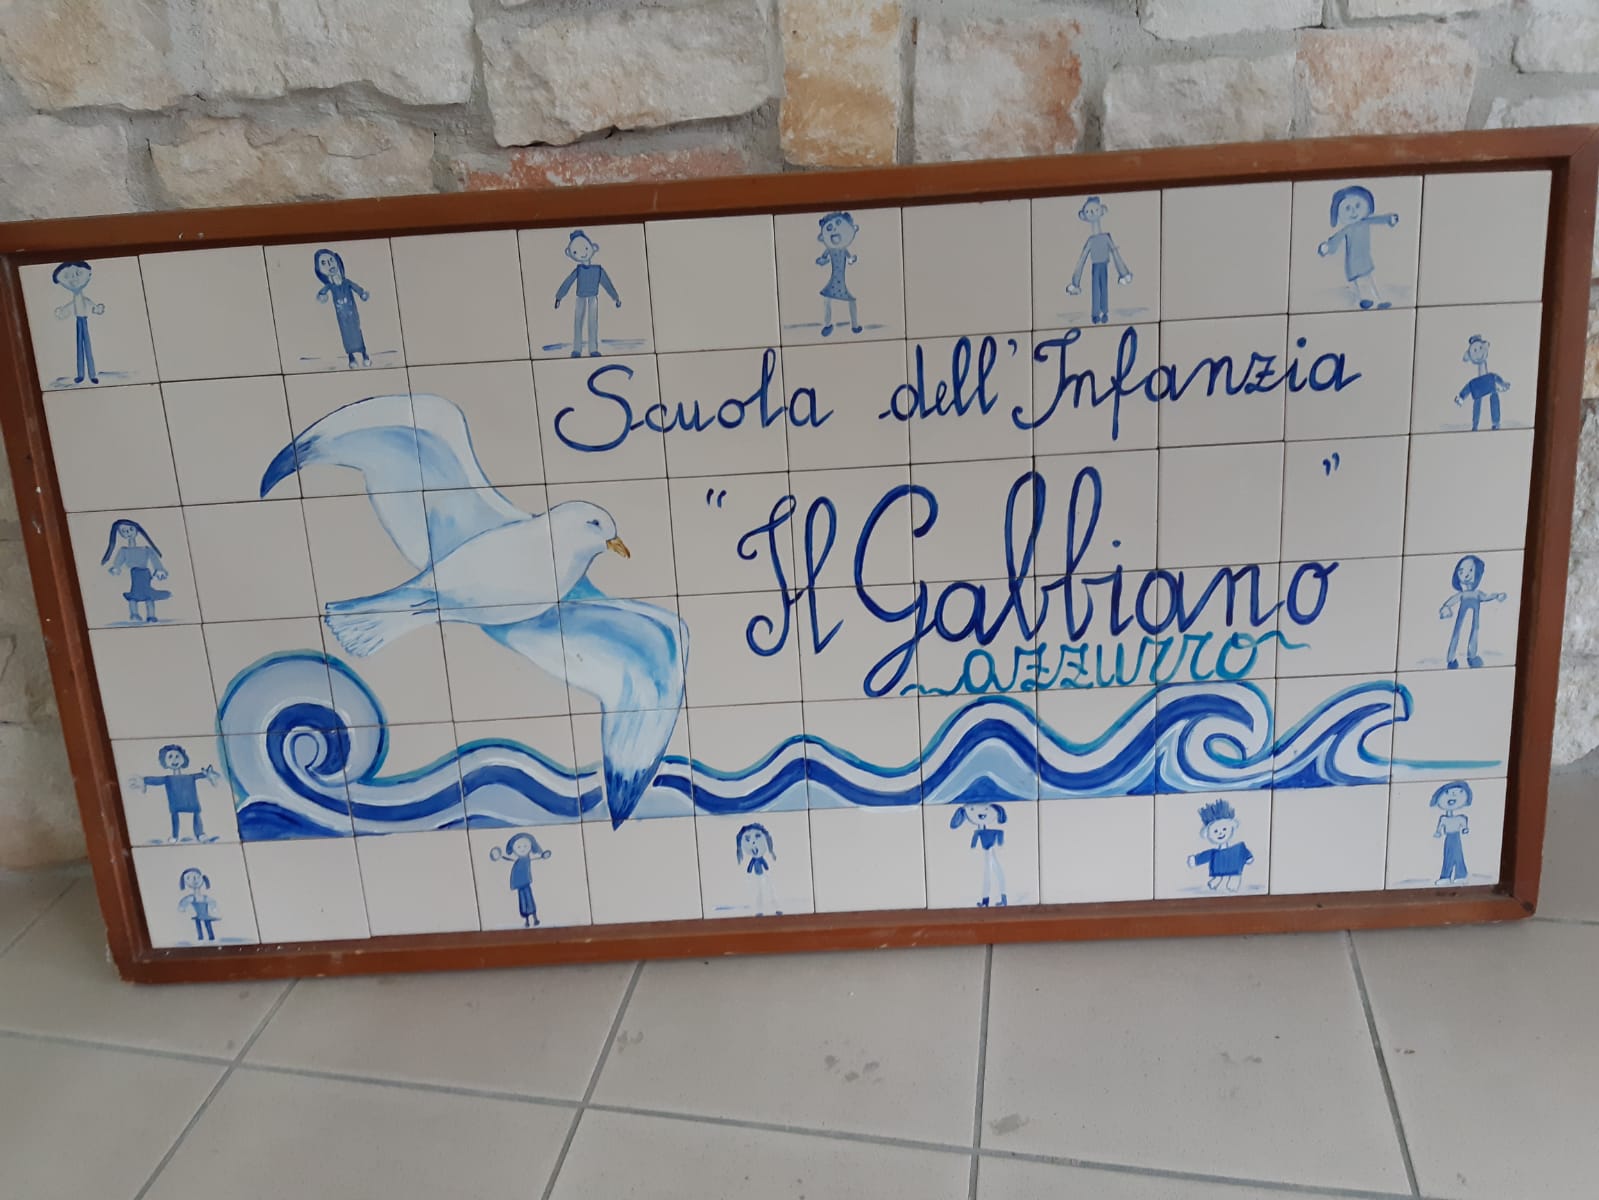 Scuola dell'Infanzia
"Il Gabbiano"
~azzurro~